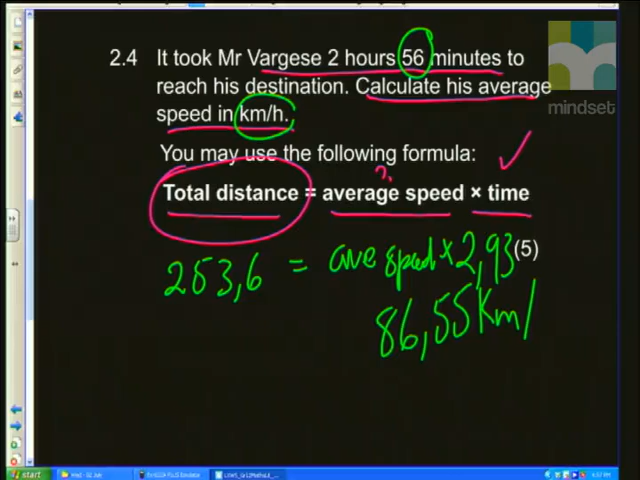 2.4 It took Mr Vargese 2 hours 56 minutes to
reach his destination. Calculate his average
speed in km/h.
mindset
You may use the following formula:
?
Total distance = average speed × time
(5)
253,6 = ave speed × 2,93
86,55 Km/
start